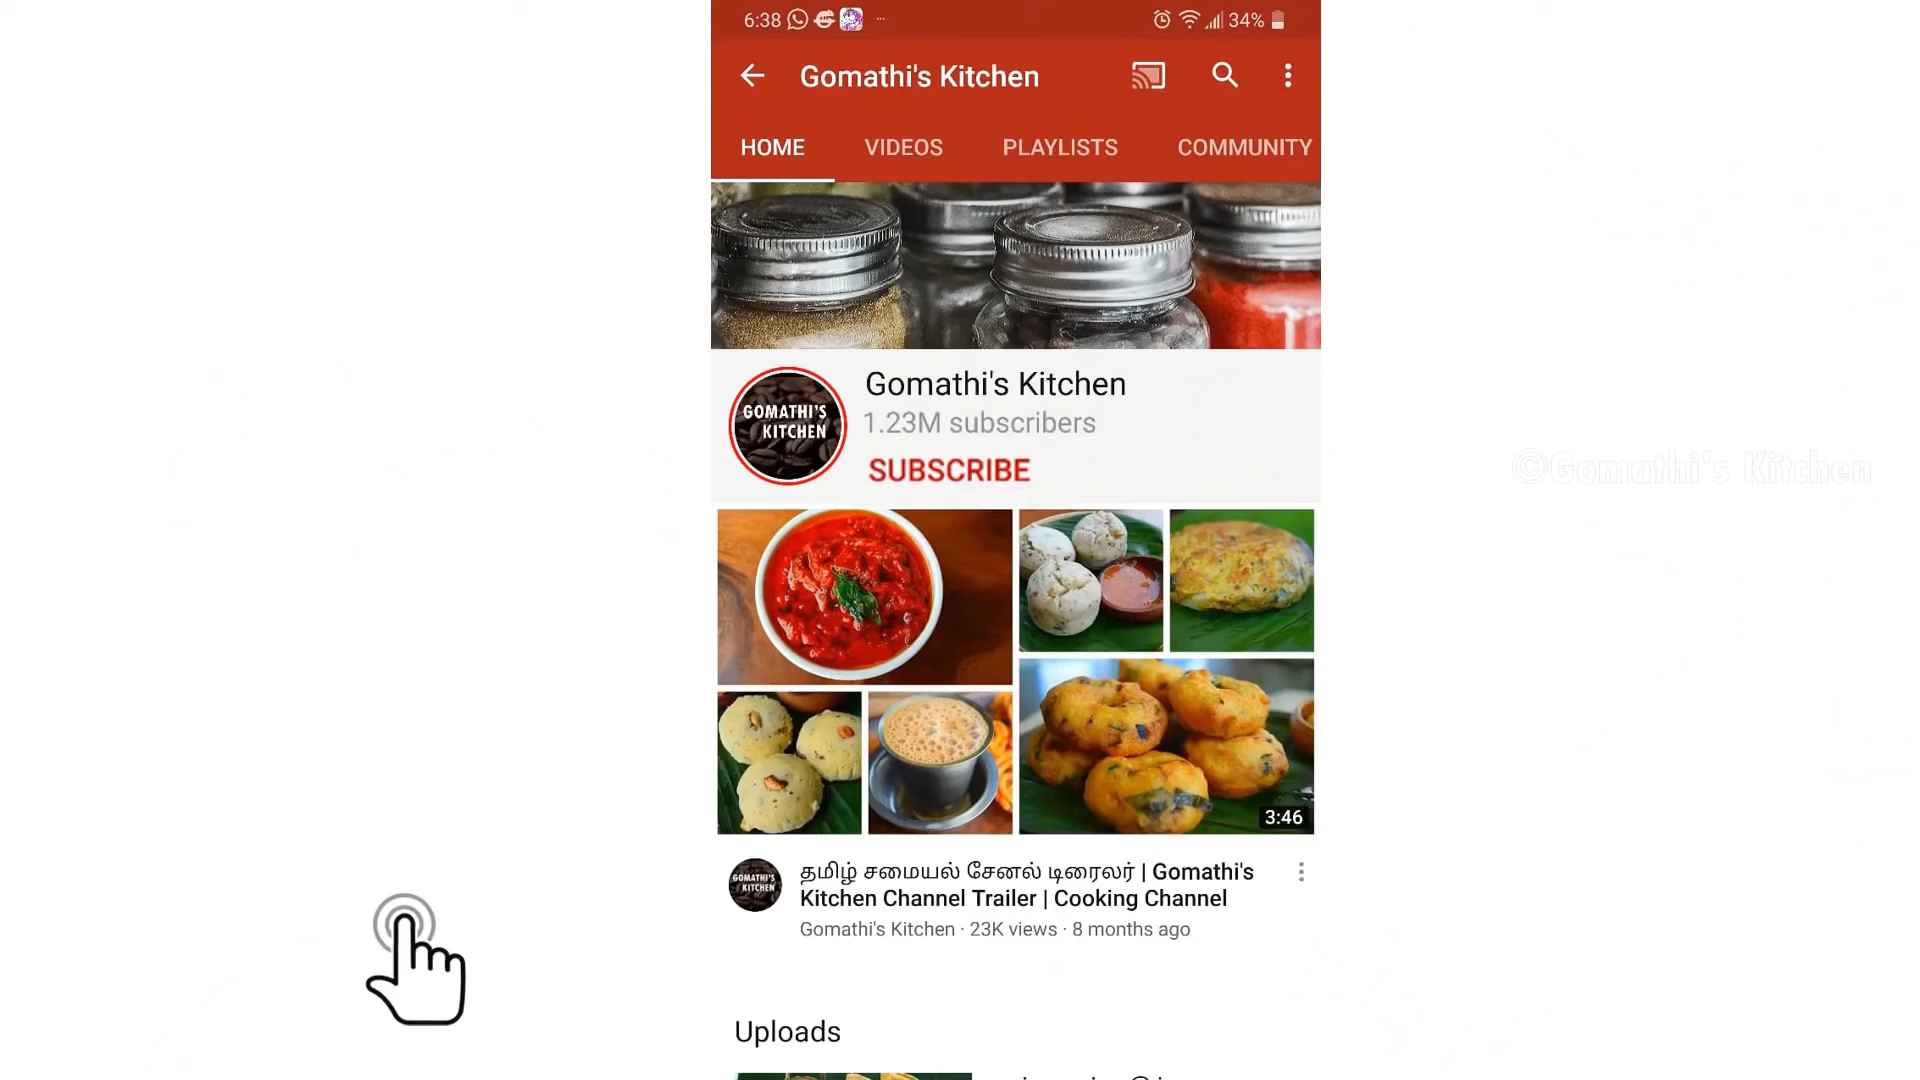 6:38
34%
Gomathi's Kitchen
HOME VIDEOS PLAYLISTS COMMUNITY
Gomathi's Kitchen
1.23M subscribers
SUBSCRIBE
GOMATHI'S
KITCHEN
©Gomathi's Kitchen
3:46
GOMATHI'S
KITCHEN
தமிழ் சமையல் சேனல் டிரைலர் | Gomathi's
Kitchen Channel Trailer | Cooking Channel
Gomathi's Kitchen · 23K views · 8 months ago
Uploads